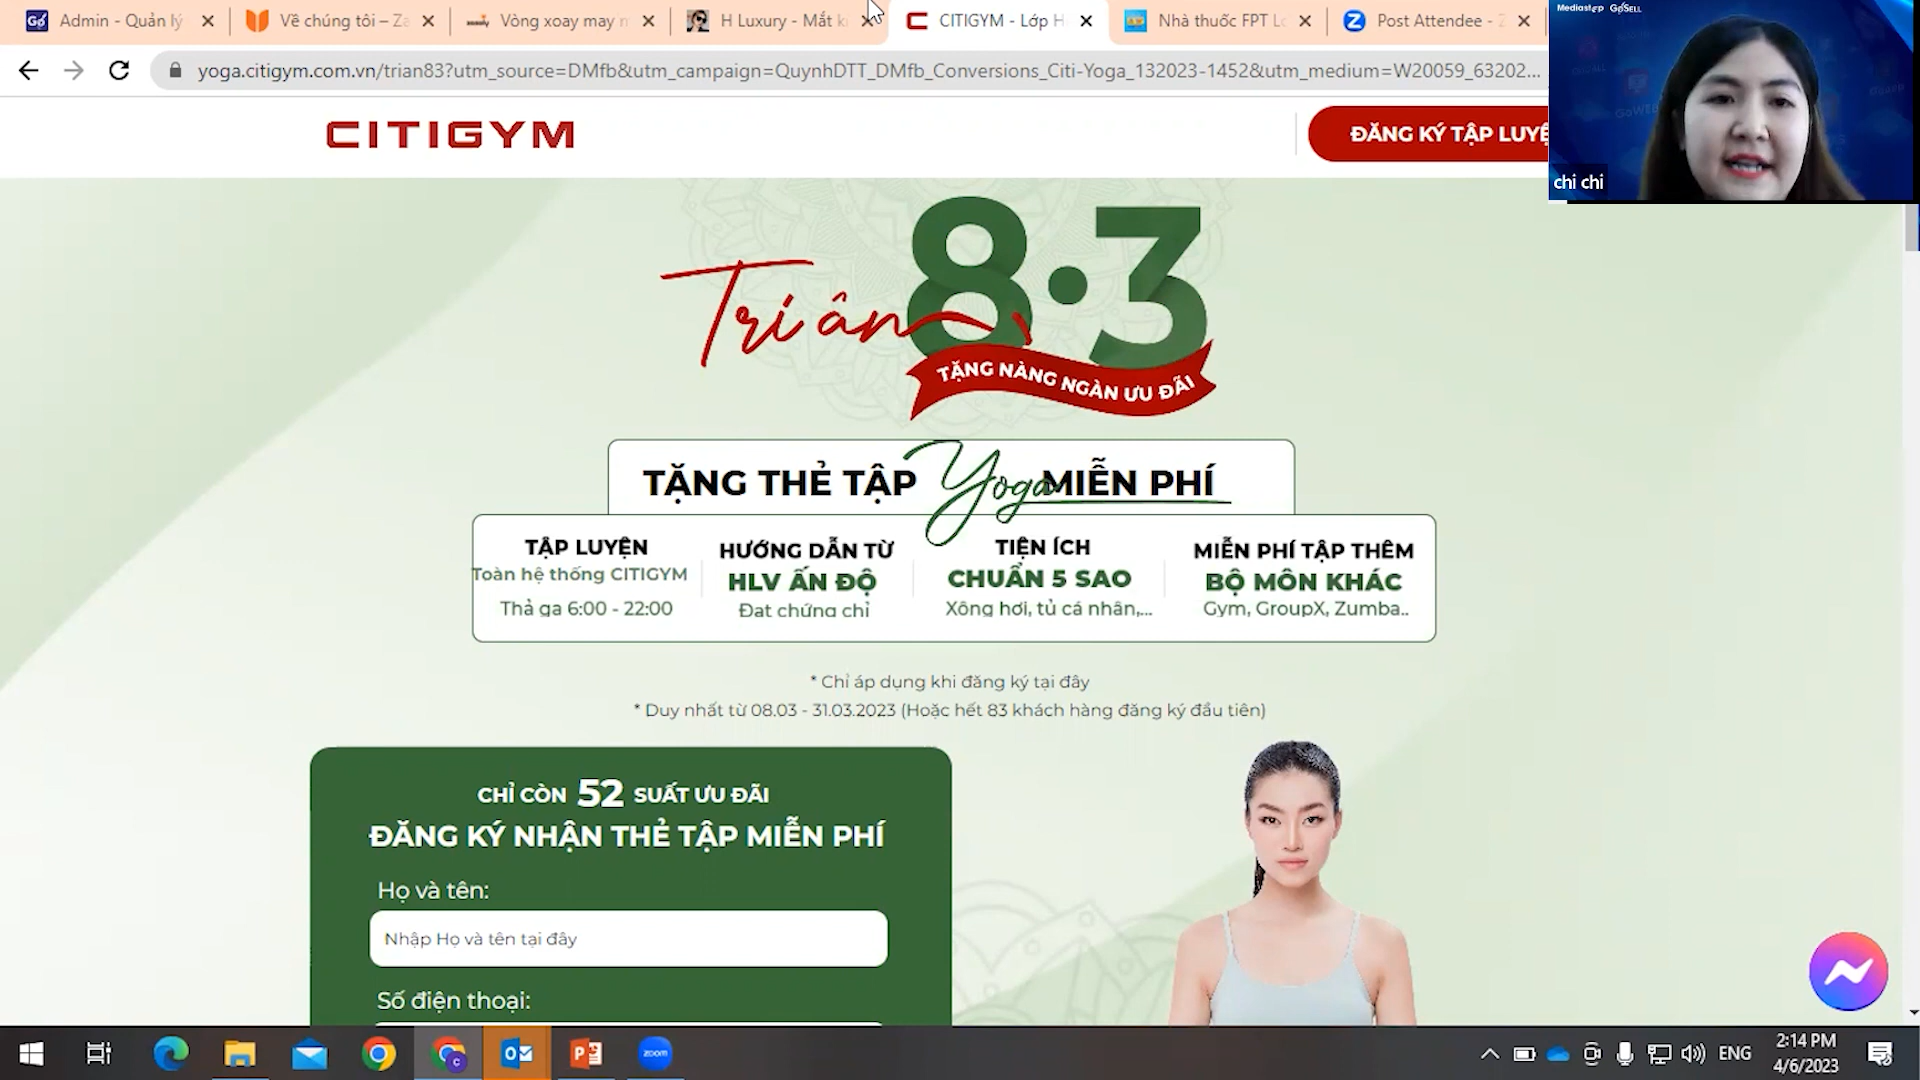 Admin - Quản lý
Về chúng tôi – Za
Vòng xoay may m
H Luxury - Mắt k
CITIGYM - Lớp H
Nhà thuốc FPT Lo
Post Attendee - Z
yoga.citigym.com.vn/trian83?utm_source=DMfb&utm_campaign=QuynhDTT_DMfb_Conversions_Citi-Yoga_132023-1452&utm_medium=W20059_63202...
Mediastep GoSELL
chi chi
CITIGYM
ĐĂNG KÝ TẬP LUYỆ
Tri ân 8.3
TẶNG NÀNG NGÀN ƯU ĐÃI
TẶNG THẺ TẬP Yoga MIỄN PHÍ
TẬP LUYỆN
Toàn hệ thống CITIGYM
Thả ga 6:00 - 22:00
HƯỚNG DẪN TỪ
HLV ẤN ĐỘ
Đạt chứng chỉ
TIỆN ÍCH
CHUẨN 5 SAO
Xông hơi, tủ cá nhân,...
MIỄN PHÍ TẬP THÊM
BỘ MÔN KHÁC
Gym, GroupX, Zumba..
* Chỉ áp dụng khi đăng ký tại đây
* Duy nhất từ 08.03 - 31.03.2023 (Hoặc hết 83 khách hàng đăng ký đầu tiên)
CHỈ CÒN 52 SUẤT ƯU ĐÃI
ĐĂNG KÝ NHẬN THẺ TẬP MIỄN PHÍ
Họ và tên:
Nhập Họ và tên tại đây
Số điện thoại:
zoom
ENG
2:14 PM
4/6/2023